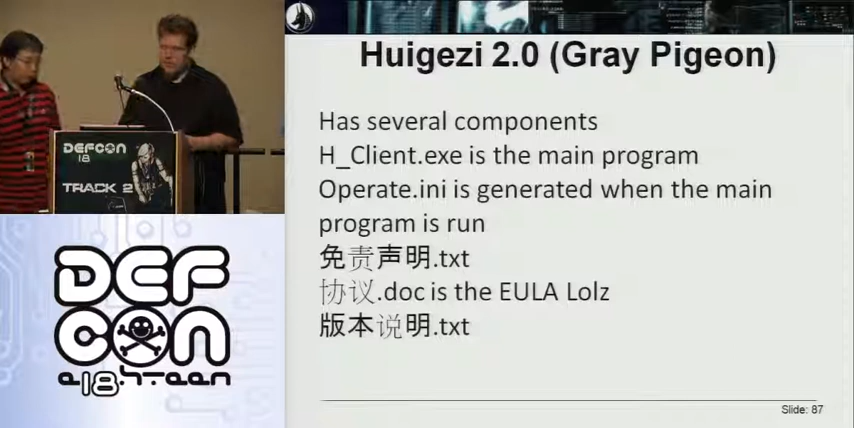 DEFCON
18
TRACK 2
DEF
CON
Huigezi 2.0 (Gray Pigeon)
Has several components
H_Client.exe is the main program
Operate.ini is generated when the main
program is run
免责声明.txt
协议.doc is the EULA Lolz
版本说明.txt
Slide: 87